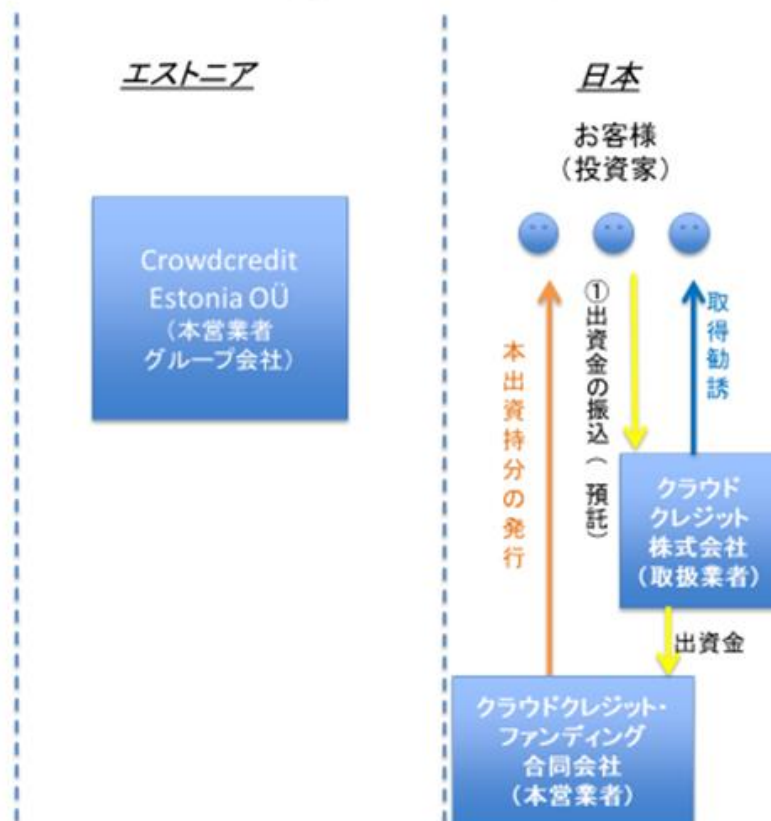 エストニア
日本
お客様
（投資家）
Crowdcredit
Estonia OÜ
（本営業者
グループ会社）
本出資持分の発行
①出資金の振込（預託）
取得勧誘
クラウド
クレジット
株式会社
（取扱業者）
出資金
クラウドクレジット・
ファンディング
合同会社
（本営業者）